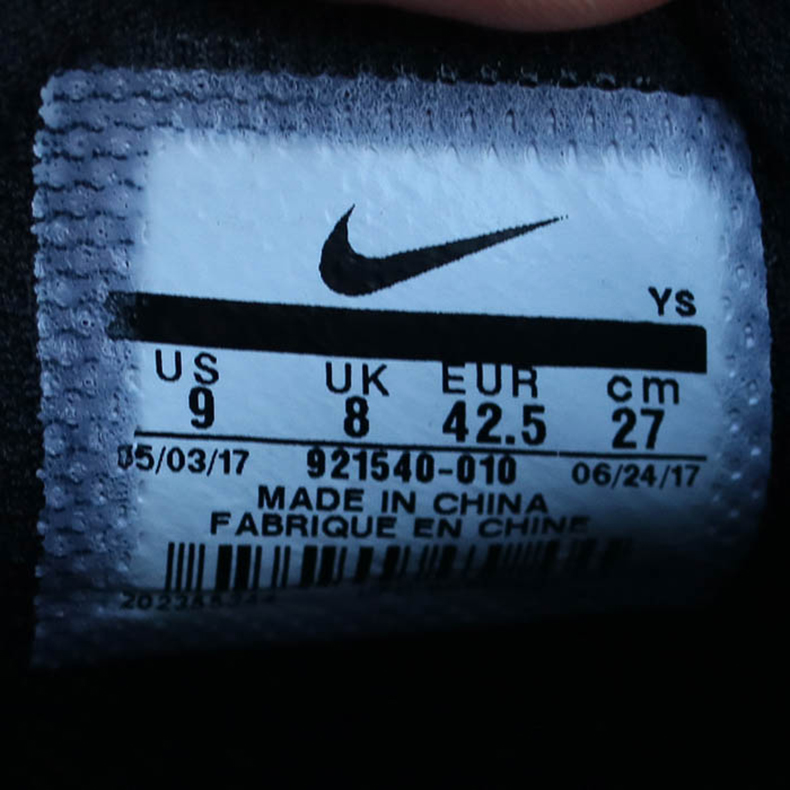 YS
US UK EUR cm
9 8 42.5 27
05/03/17 921540-010 06/24/17
MADE IN CHINA
FABRIQUE EN CHINE